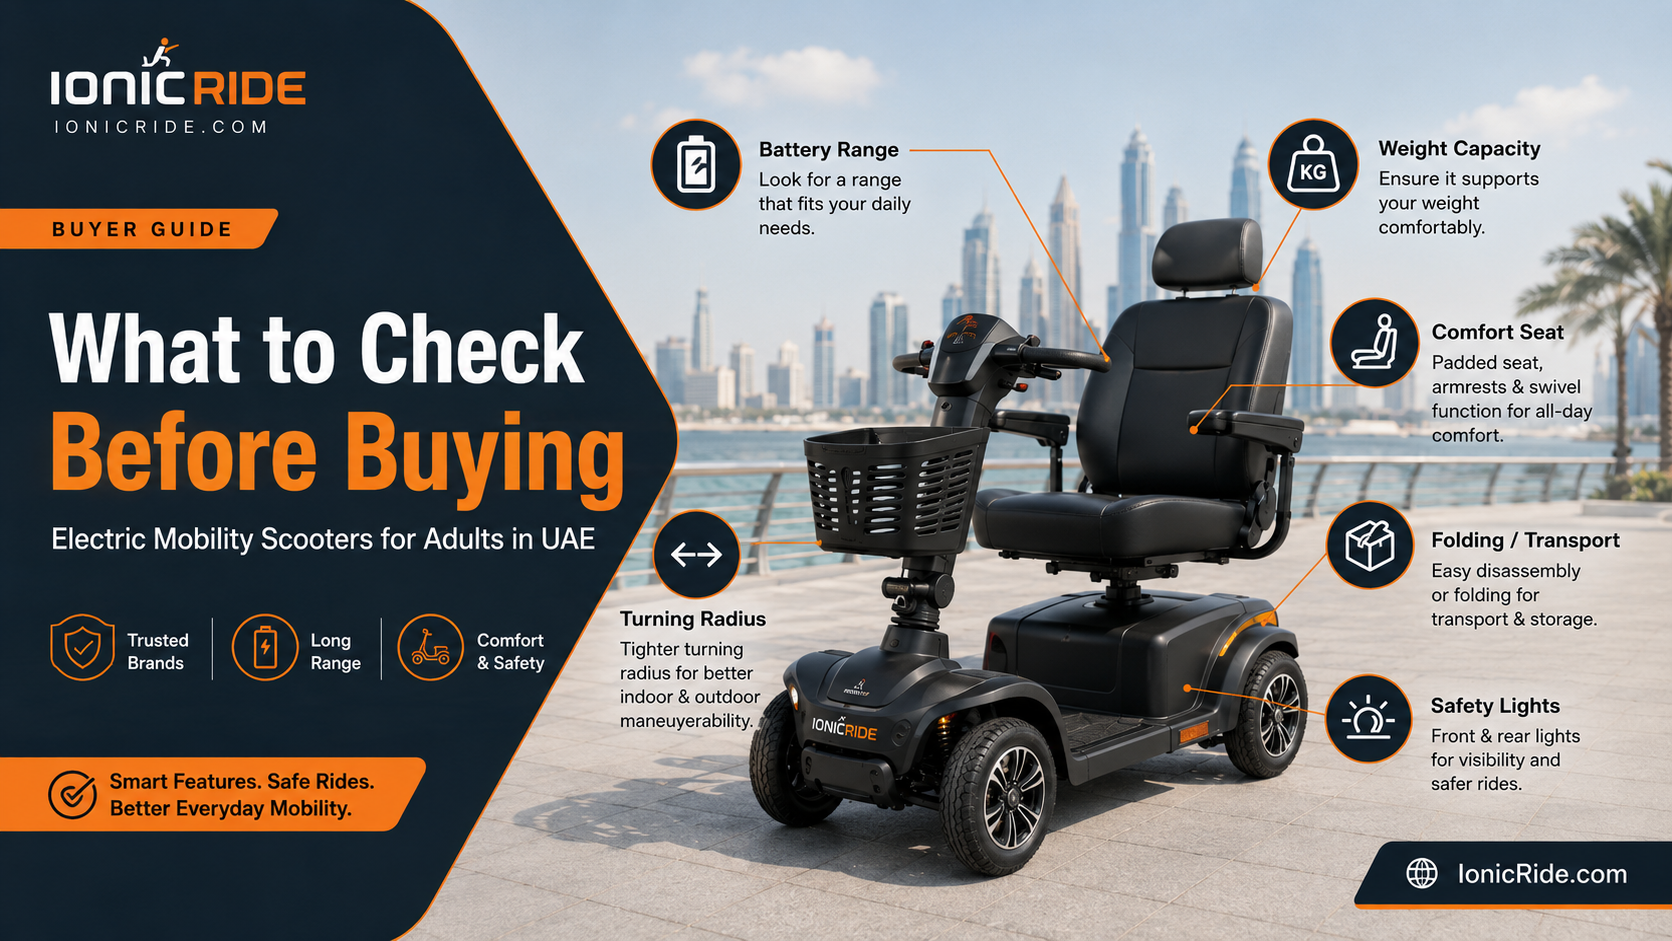 IONICRIDE
IONICRIDE.COM
BUYER GUIDE
What to Check
Before Buying
Electric Mobility Scooters for Adults in UAE
Trusted
Brands
Long
Range
Comfort
& Safety
Smart Features. Safe Rides.
Better Everyday Mobility.
Battery Range
Look for a range
that fits your daily
needs.
KG
Weight Capacity
Ensure it supports
your weight
comfortably.
Comfort Seat
Padded seat,
armrests & swivel
function for all-day
comfort.
Turning Radius
Tighter turning
radius for better
indoor & outdoor
maneuyerability.
Folding / Transport
Easy disassembly
or folding for
transport & storage.
Safety Lights
Front & rear lights
for visibility and
safer rides.
IONICRIDE
IonicRide.com